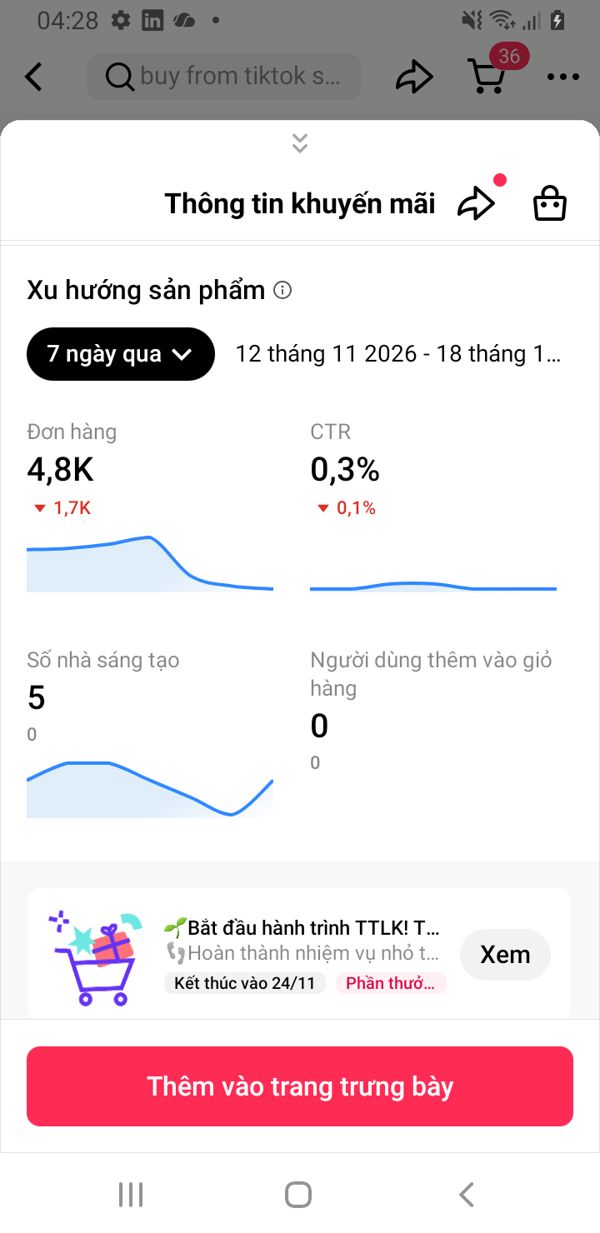 04:28
buy from tiktok s...
36
Thông tin khuyến mãi
Xu hướng sản phẩm
7 ngày qua
12 tháng 11 2026 - 18 tháng 1...
Đơn hàng
4,8K
1,7K
CTR
0,3%
0,1%
Số nhà sáng tạo
5
0
Người dùng thêm vào giỏ
hàng
0
0
Bắt đầu hành trình TTLK! T...
Hoàn thành nhiệm vụ nhỏ t...
Kết thúc vào 24/11
Phần thưở...
Xem
Thêm vào trang trưng bày